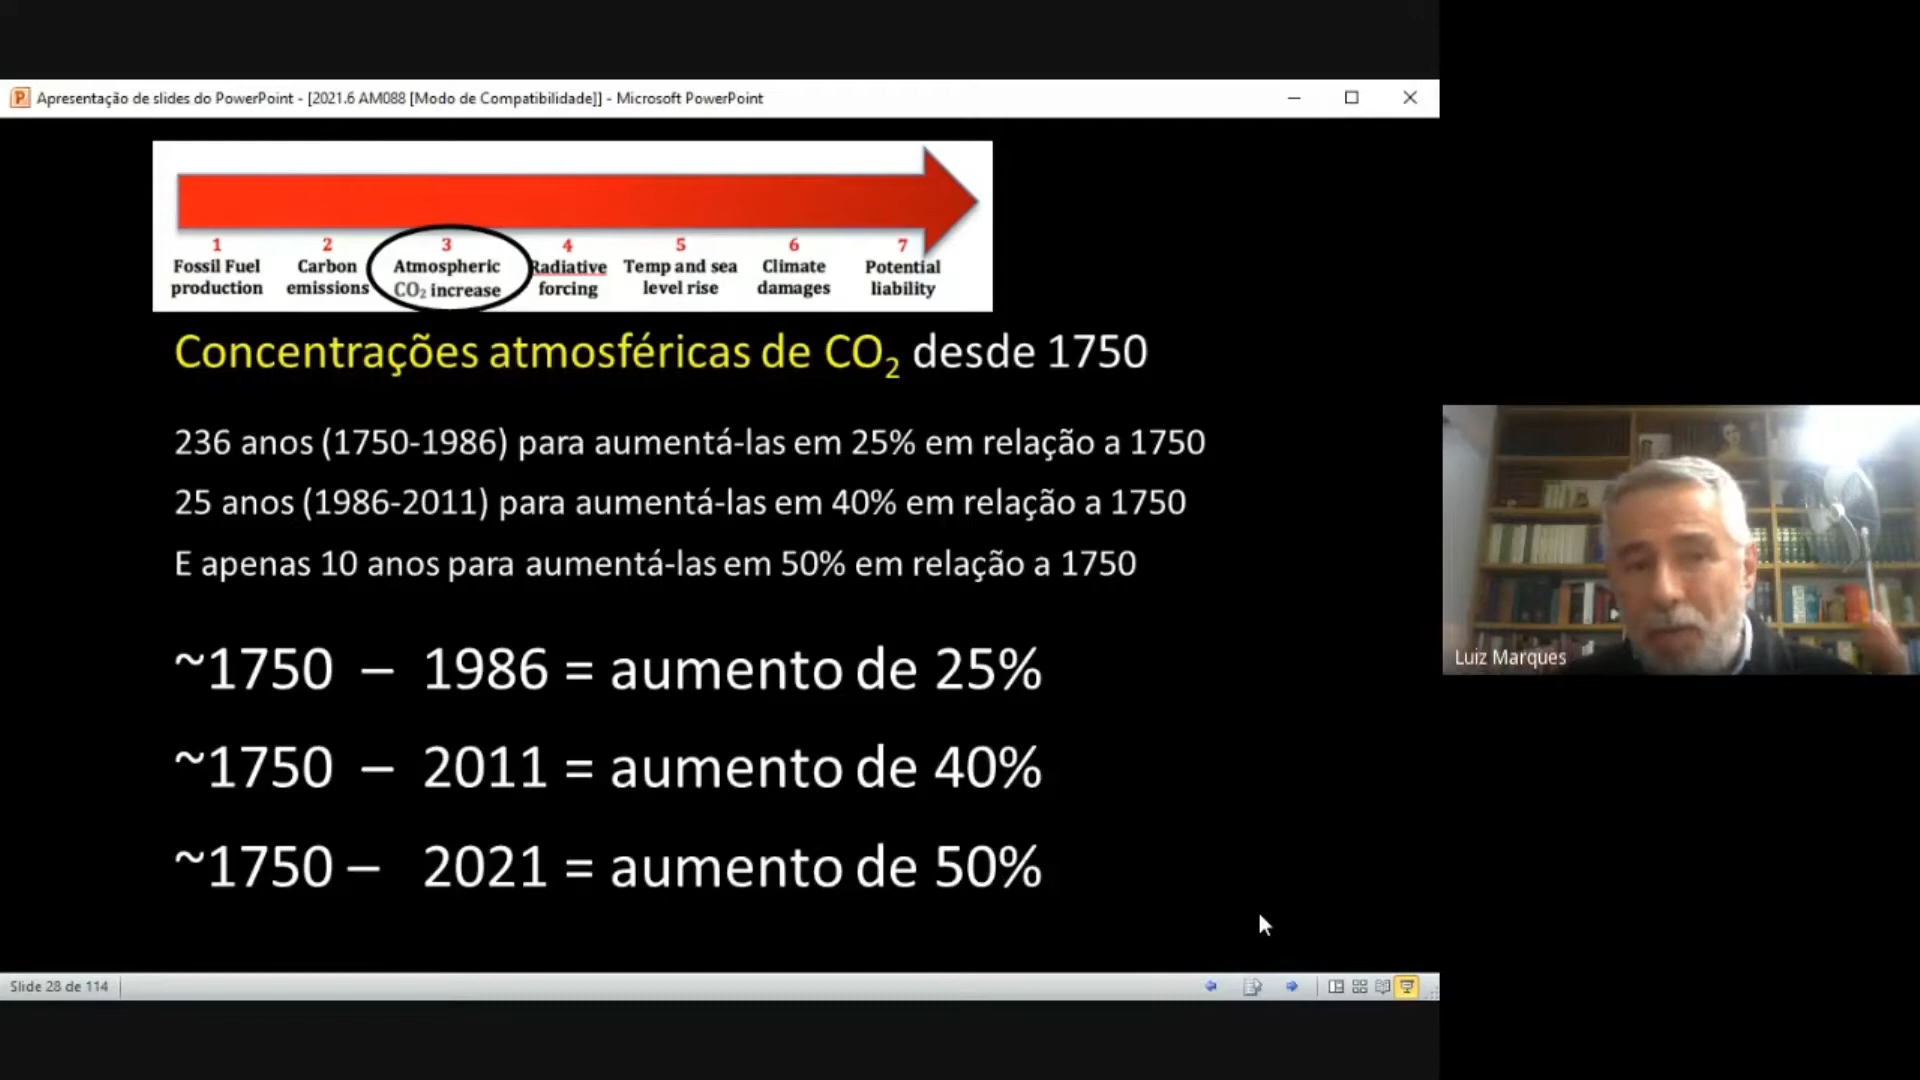 Apresentação de slides do PowerPoint - [2021.6 AM088 [Modo de Compatibilidade]] - Microsoft PowerPoint
1 2 3 4 5 6 7
Fossil Fuel Carbon Atmospheric Radiative Temp and sea Climate Potential
production emissions CO₂ increase forcing level rise damages liability
Concentrações atmosféricas de CO₂ desde 1750
236 anos (1750-1986) para aumentá-las em 25% em relação a 1750
25 anos (1986-2011) para aumentá-las em 40% em relação a 1750
E apenas 10 anos para aumentá-las em 50% em relação a 1750
~1750 – 1986 = aumento de 25%
~1750 – 2011 = aumento de 40%
~1750 – 2021 = aumento de 50%
Luiz Marques
Slide 28 de 114